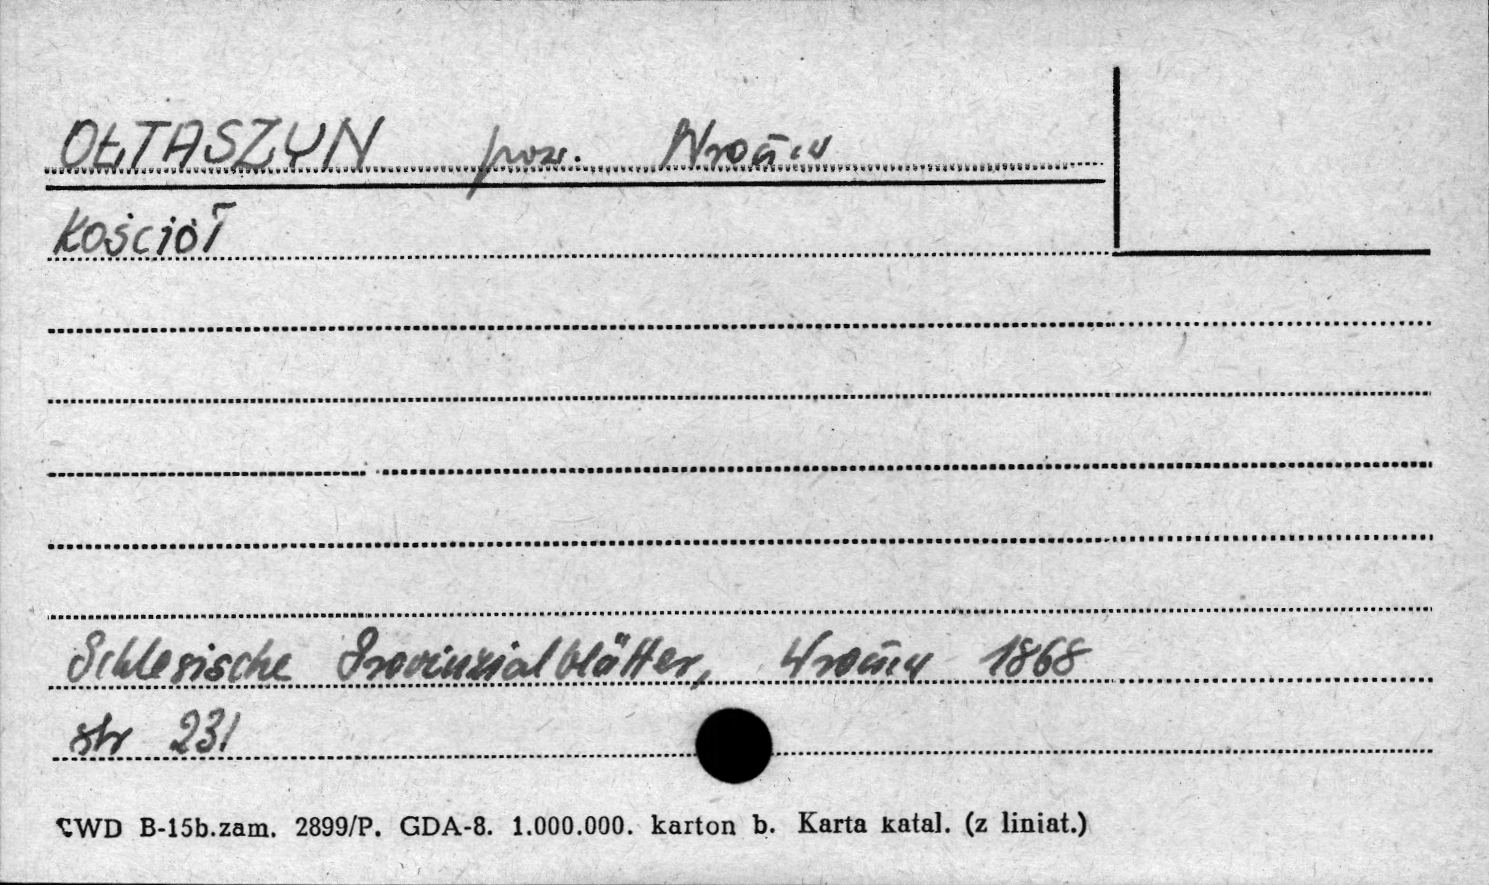 OŁTASZYN pow. Wrocław
Kościół
Schlesische Provinzialblätter, Wrocław 1868
str 231
CWD B-15b.zam. 2899/P. GDA-8. 1.000.000. karton b. Karta katal. (z liniat.)